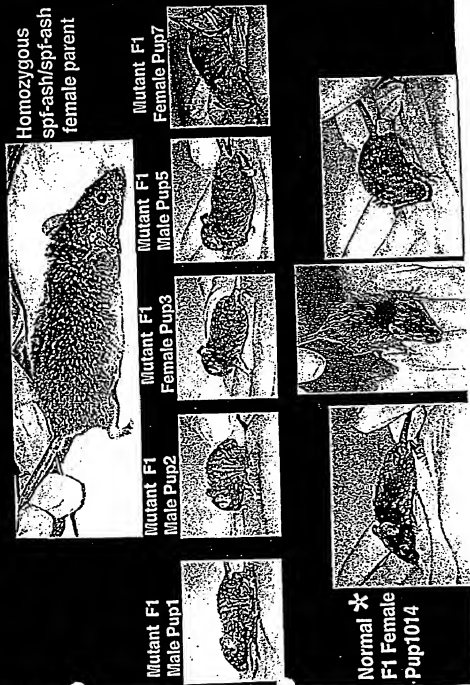 Homozygous
spf-ash/spf-ash
female parent
Mutant F1
Male Pup1
Mutant F1
Male Pup2
Mutant F1
Female Pup3
Mutant F1
Male Pup5
Mutant F1
Female Pup7
Normal *
F1 Female
Pup1014